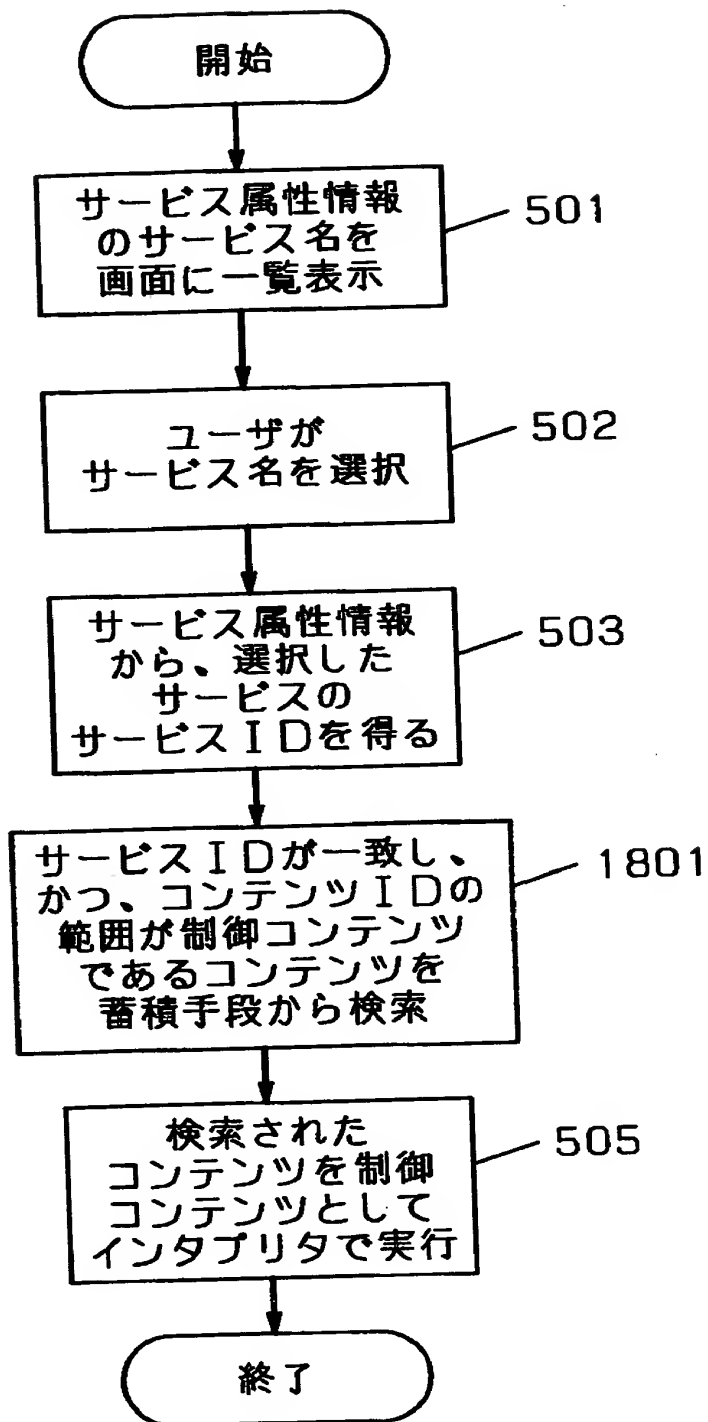 開始
サービス属性情報
のサービス名を
画面に一覧表示
501
ユーザが
サービス名を選択
502
サービス属性情報
から、選択した
サービスの
サービスIDを得る
503
サービスIDが一致し、
かつ、コンテンツIDの
範囲が制御コンテンツ
であるコンテンツを
蓄積手段から検索
1801
検索された
コンテンツを制御
コンテンツとして
インタプリタで実行
505
終了